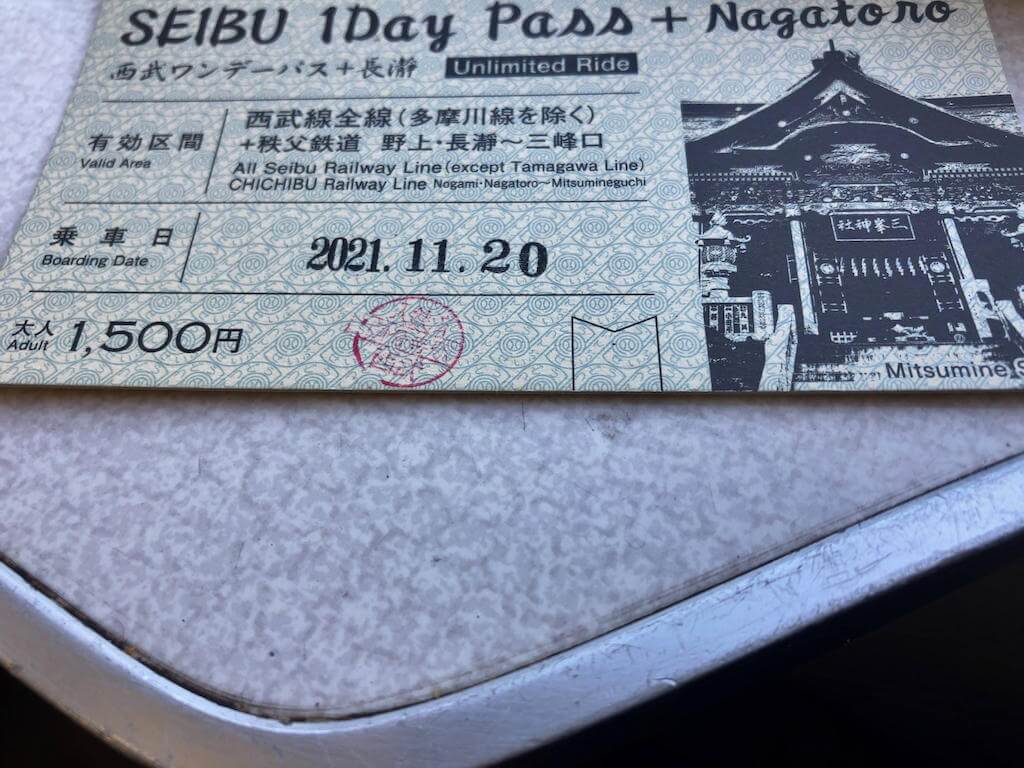 SEIBU 1Day Pass + Nagatoro
西武ワンデーパス＋長瀞 Unlimited Ride
有効区間
Valid Area
西武線全線（多摩川線を除く）
＋秩父鉄道 野上・長瀞～三峰口
All Seibu Railway Line (except Tamagawa Line)
CHICHIBU Railway Line Nogami・Nagatoro～Mitsumineguchi
乗車日
Boarding Date
2021.11.20
大人
Adult
1,500円
社神峯三
Mitsumine